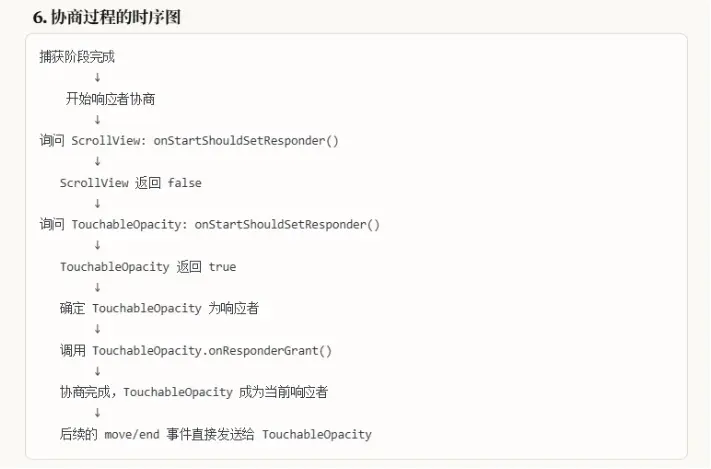 6. 协商过程的时序图
捕获阶段完成
↓
开始响应者协商
↓
询问 ScrollView: onStartShouldSetResponder()
↓
ScrollView 返回 false
↓
询问 TouchableOpacity: onStartShouldSetResponder()
↓
TouchableOpacity 返回 true
↓
确定 TouchableOpacity 为响应者
↓
调用 TouchableOpacity.onResponderGrant()
↓
协商完成，TouchableOpacity 成为当前响应者
↓
后续的 move/end 事件直接发送给 TouchableOpacity